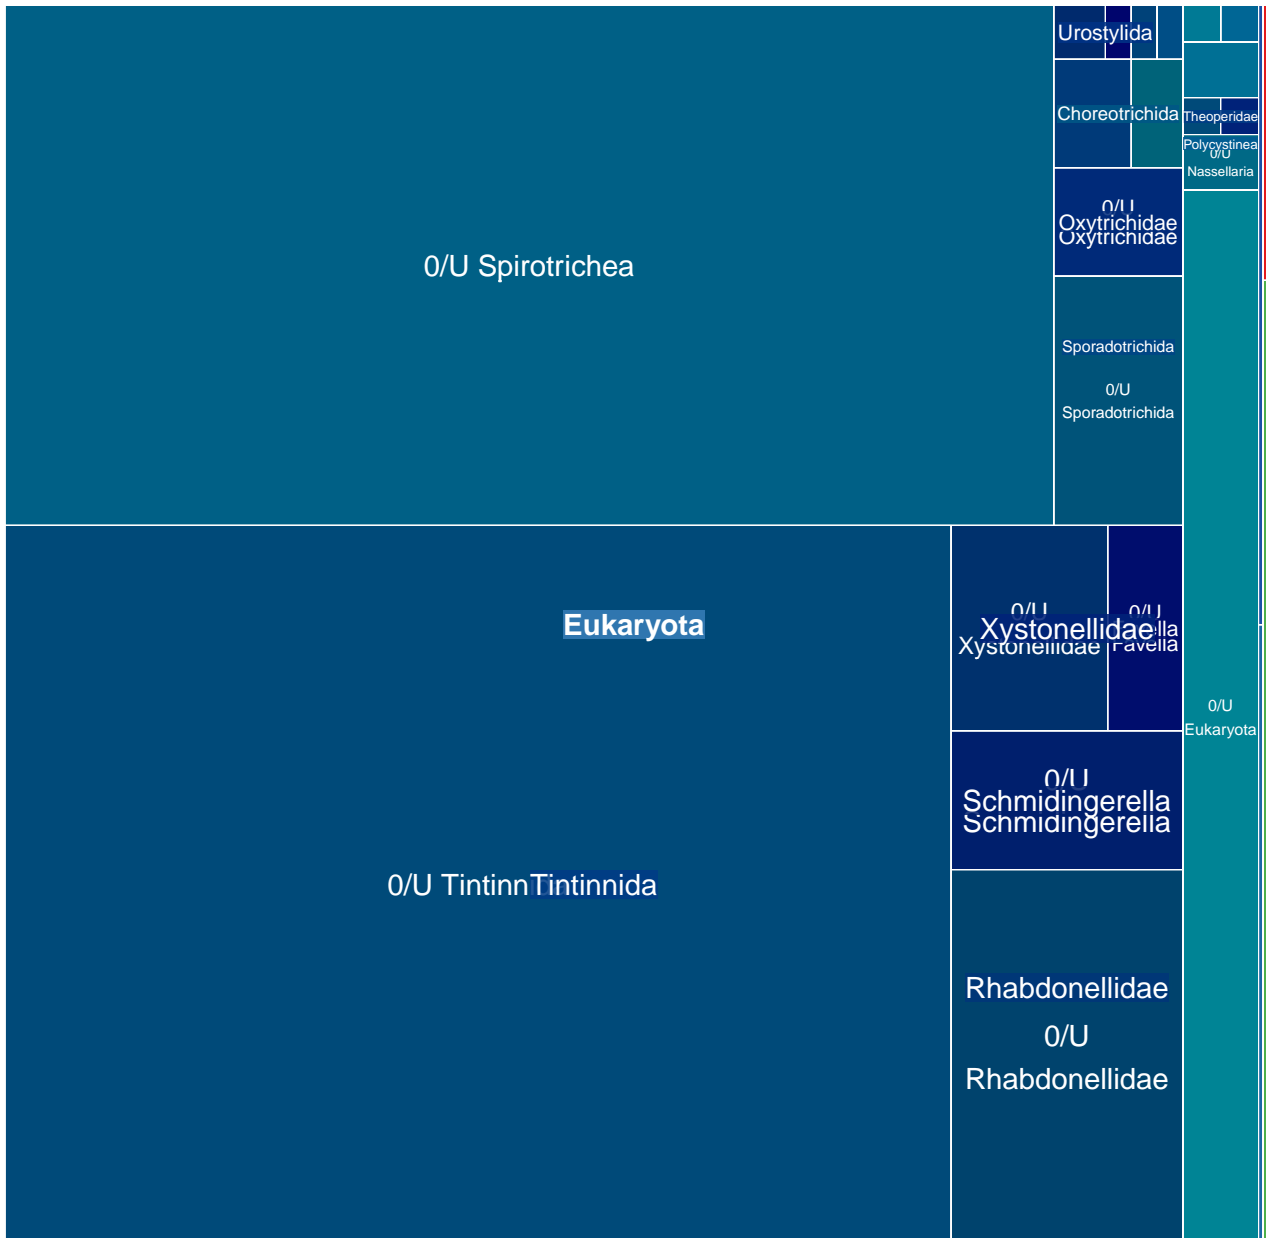 Urostylida
Choreotrichida
Theoperidae
Polycystinea
0/U
Nassellaria
0/U
Oxytrichidae
Oxytrichidae
0/U Spirotrichea
Sporadotrichida
0/U
Sporadotrichida
Eukaryota
0/U
Xystonellidae
Xystonellidae
0/U
Favella
0/U
Eukaryota
0/U
Schmidingerella
Schmidingerella
0/U Tintinn
Tintinnida
Rhabdonellidae
0/U
Rhabdonellidae